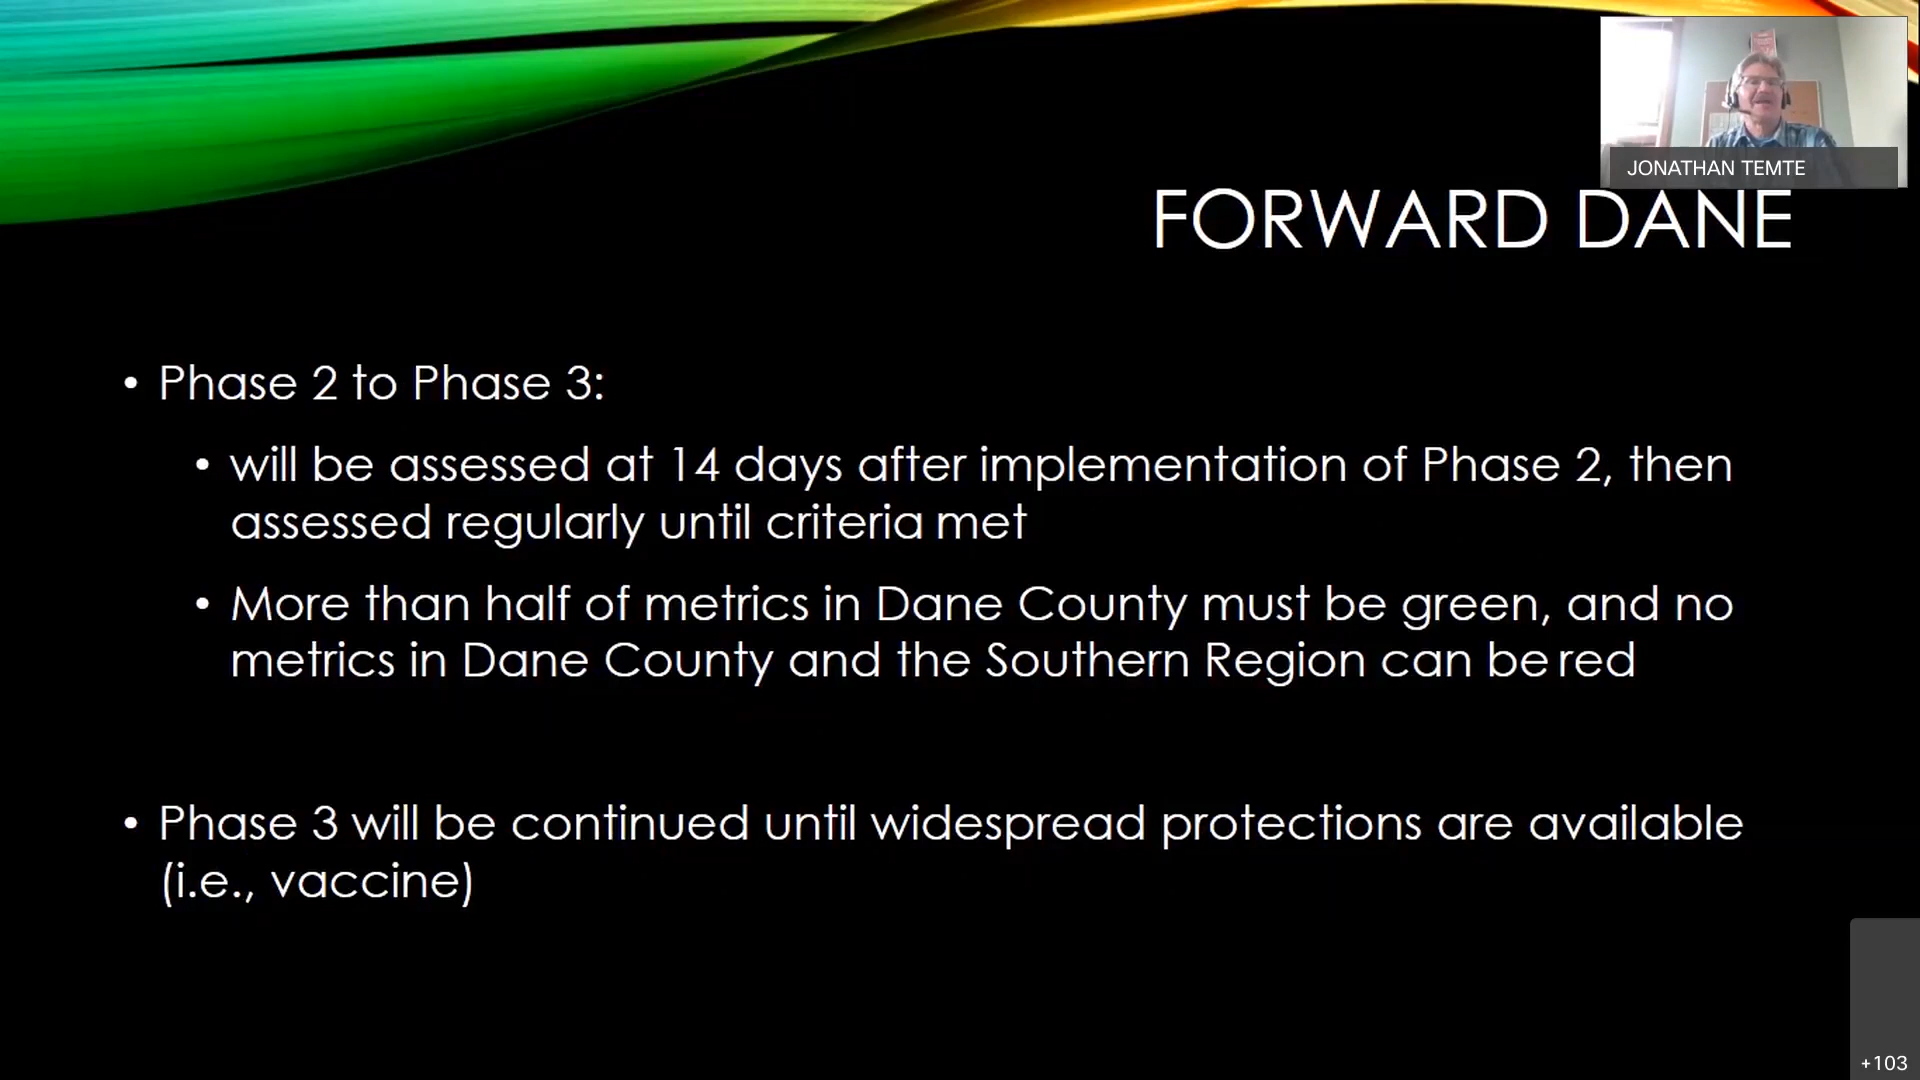 JONATHAN TEMTE
FORWARD DANE
• Phase 2 to Phase 3:
• will be assessed at 14 days after implementation of Phase 2, then
assessed regularly until criteria met
• More than half of metrics in Dane County must be green, and no
metrics in Dane County and the Southern Region can be red
• Phase 3 will be continued until widespread protections are available
(i.e., vaccine)
+103